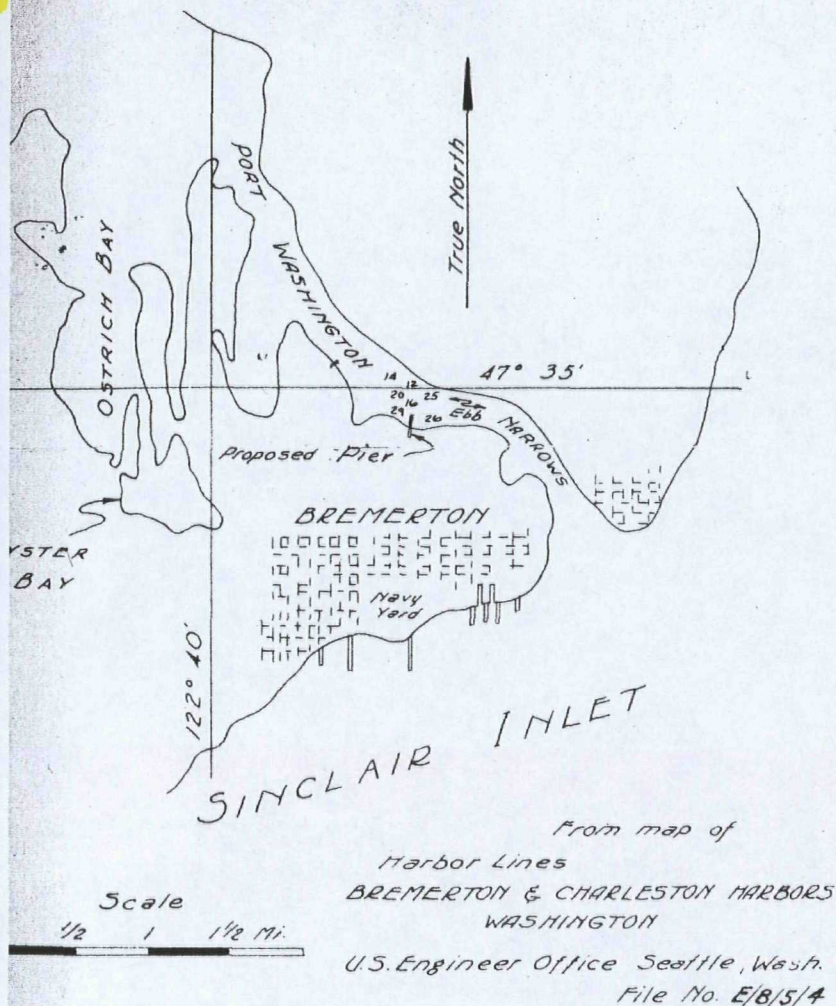 PORT
WASHINGTON
NARROWS
True North
OSTRICH BAY
47° 35'
14
12
20
25
16
29
26
Ebb
Proposed Pier
BREMERTON
Navy
Yard
YSTER
BAY
122° 40'
SINCLAIR INLET
From map of
Harbor Lines
BREMERTON & CHARLESTON HARBORS
WASHINGTON
Scale
1/2 1 1 1/2 Mi.
U.S. Engineer Office Seattle, Wash.
File No. E/8/5/4